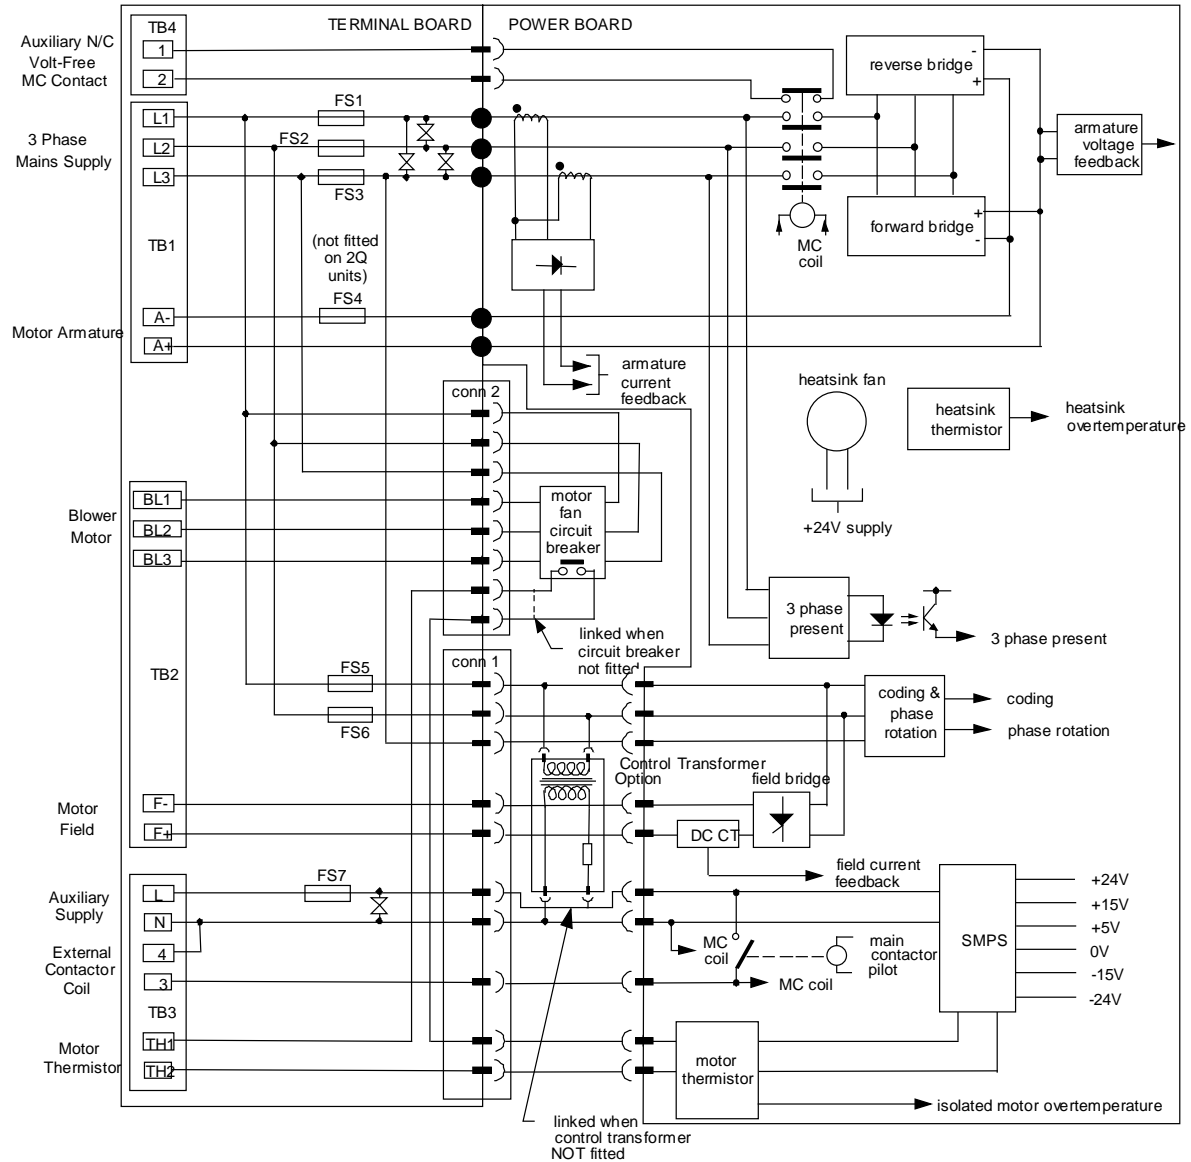 TERMINAL BOARD
POWER BOARD
Auxiliary N/C
Volt-Free
MC Contact
TB4
1
2
3 Phase
Mains Supply
L1
L2
L3
TB1
FS1
FS2
FS3
(not fitted
on 2Q
units)
FS4
Motor Armature
A-
A+
reverse bridge
-
+
armature
voltage
feedback
forward bridge
+
-
MC
coil
armature
current
feedback
conn 2
heatsink fan
+24V supply
heatsink
thermistor
heatsink
overtemperature
Blower
Motor
BL1
BL2
BL3
motor
fan
circuit
breaker
linked when
circuit breaker
not fitted
3 phase
present
3 phase present
TB2
conn 1
FS5
FS6
coding &
phase
rotation
coding
phase rotation
Control Transformer
Option
field bridge
Motor
Field
F-
F+
DC CT
field current
feedback
Auxiliary
Supply
L
N
FS7
External
Contactor
Coil
4
3
TB3
MC
coil
main
contactor
pilot
MC coil
SMPS
+24V
+15V
+5V
0V
-15V
-24V
Motor
Thermistor
TH1
TH2
motor
thermistor
isolated motor overtemperature
linked when
control transformer
NOT fitted